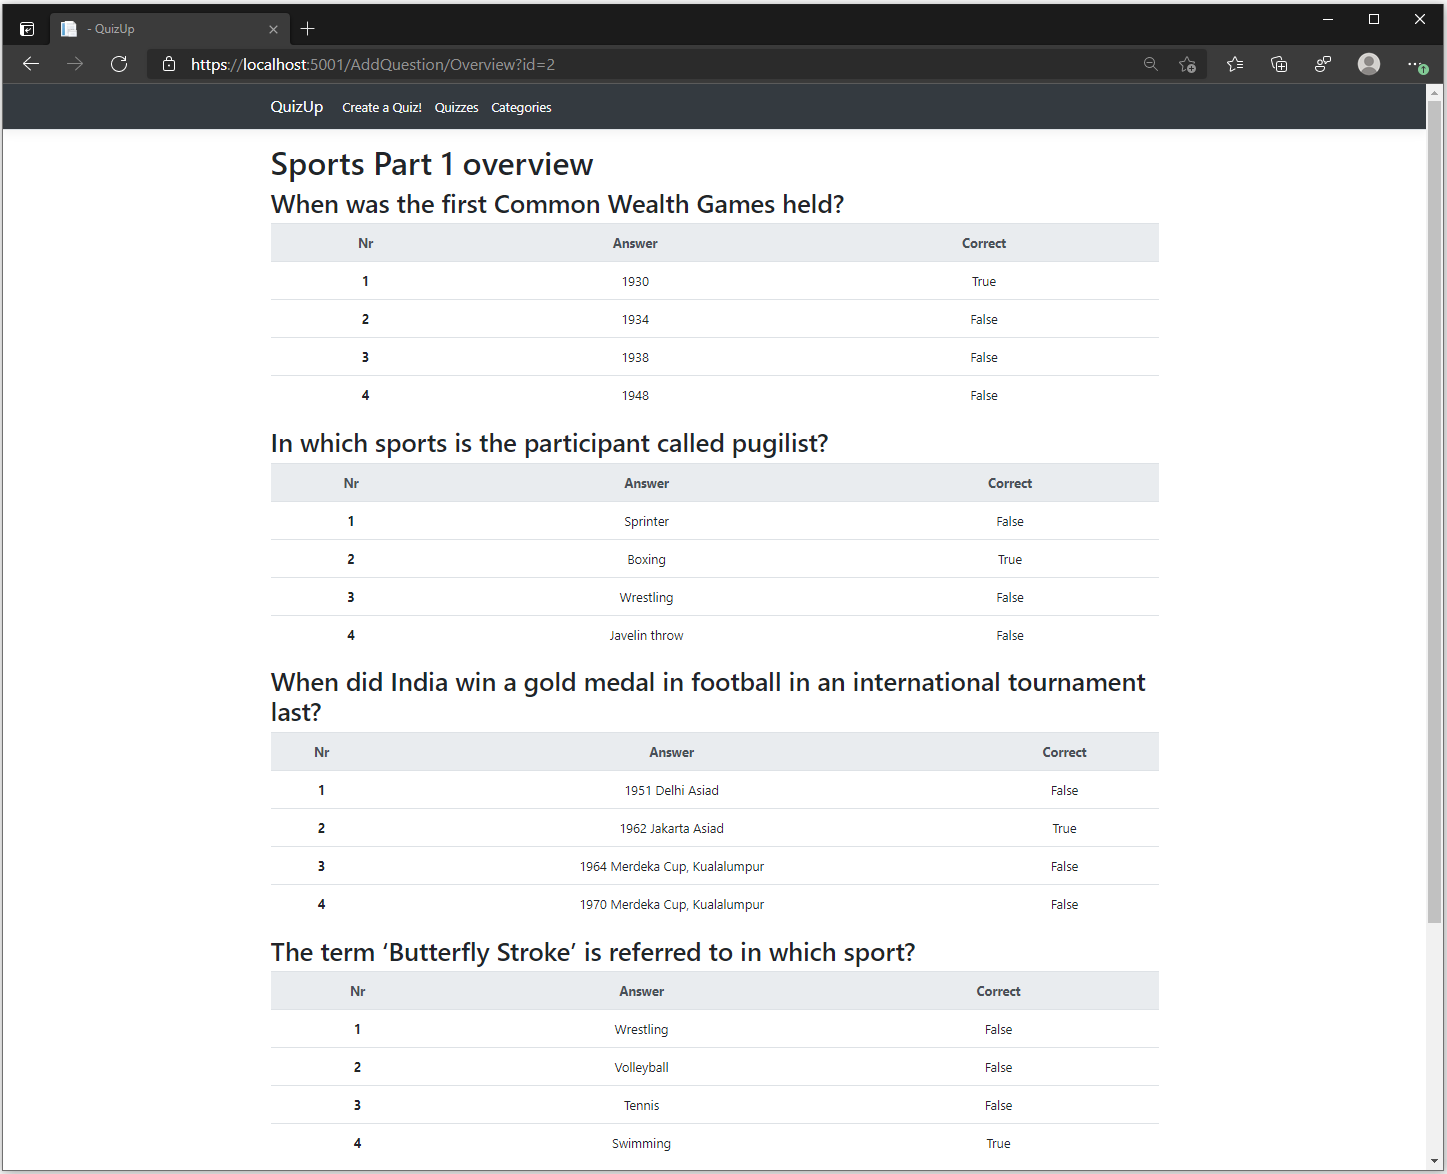 - QuizUp
https://localhost:5001/AddQuestion/Overview?id=2
QuizUp Create a Quiz! Quizzes Categories
Sports Part 1 overview
When was the first Common Wealth Games held?
Nr Answer Correct
1 1930 True
2 1934 False
3 1938 False
4 1948 False
In which sports is the participant called pugilist?
Nr Answer Correct
1 Sprinter False
2 Boxing True
3 Wrestling False
4 Javelin throw False
When did India win a gold medal in football in an international tournament
last?
Nr Answer Correct
1 1951 Delhi Asiad False
2 1962 Jakarta Asiad True
3 1964 Merdeka Cup, Kualalumpur False
4 1970 Merdeka Cup, Kualalumpur False
The term ‘Butterfly Stroke’ is referred to in which sport?
Nr Answer Correct
1 Wrestling False
2 Volleyball False
3 Tennis False
4 Swimming True